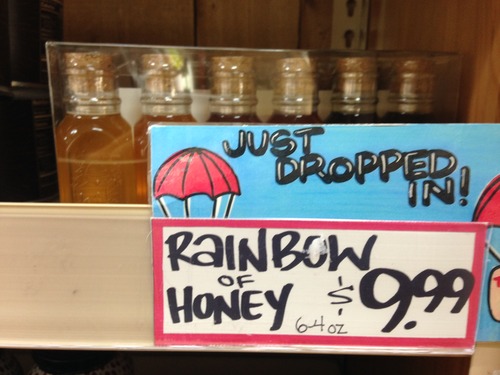 JUST
DROPPED
IN!
RAINBOW
OF
HONEY
6-4oz
$9.99